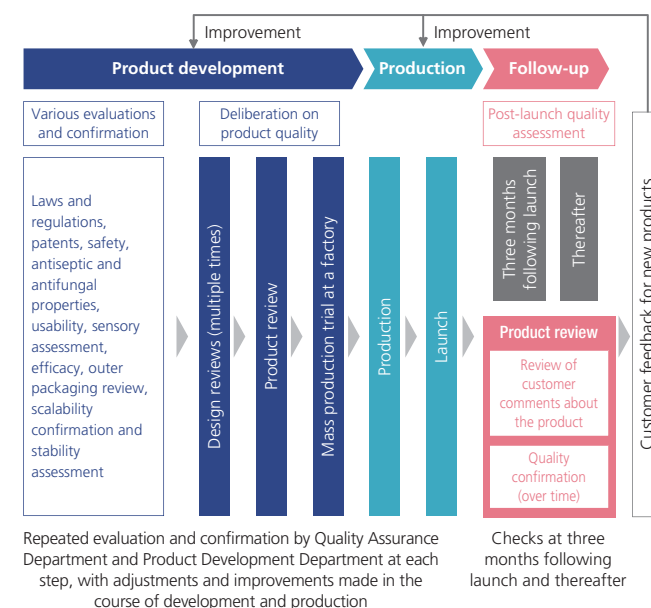 Improvement
Improvement
Product development
Production
Follow-up
Various evaluations
and confirmation
Deliberation on
product quality
Post-launch quality
assessment
Laws and
regulations,
patents, safety,
antiseptic and
antifungal
properties,
usability, sensory
assessment,
efficacy, outer
packaging review,
scalability
confirmation and
stability
assessment
Design reviews (multiple times)
Product review
Mass production trial at a factory
Production
Launch
Three months
following launch
Thereafter
Product review
Review of
customer
comments about
the product
Quality
confirmation
(over time)
Customer feedback for new products
Repeated evaluation and confirmation by Quality Assurance
Department and Product Development Department at each
step, with adjustments and improvements made in the
course of development and production
Checks at three
months following
launch and thereafter